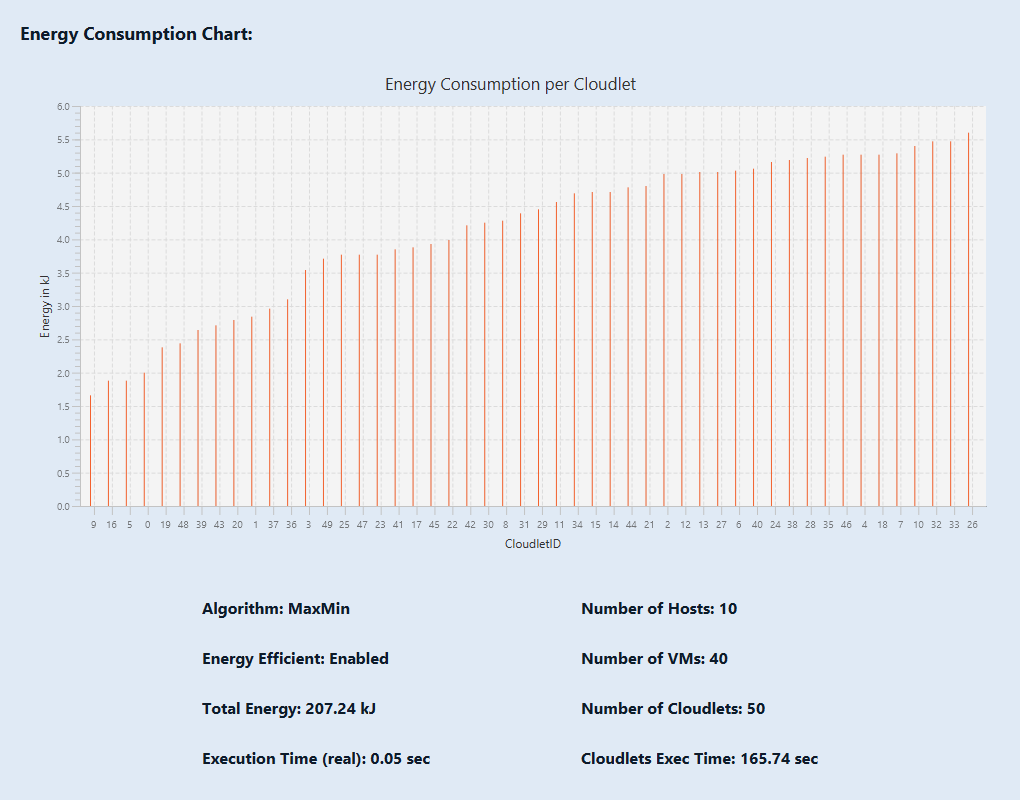 Energy Consumption Chart:
Energy Consumption per Cloudlet
6.0
5.5
5.0
4.5
4.0
3.5
3.0
2.5
2.0
1.5
1.0
0.5
0.0
Energy in kJ
9 16 5 0 19 48 39 43 20 1 37 36 3 49 25 47 23 41 17 45 22 42 30 8 31 29 11 34 15 14 44 21 2 12 13 27 6 40 24 38 28 35 46 4 18 7 10 32 33 26
CloudletID
Algorithm: MaxMin
Number of Hosts: 10
Energy Efficient: Enabled
Number of VMs: 40
Total Energy: 207.24 kJ
Number of Cloudlets: 50
Execution Time (real): 0.05 sec
Cloudlets Exec Time: 165.74 sec